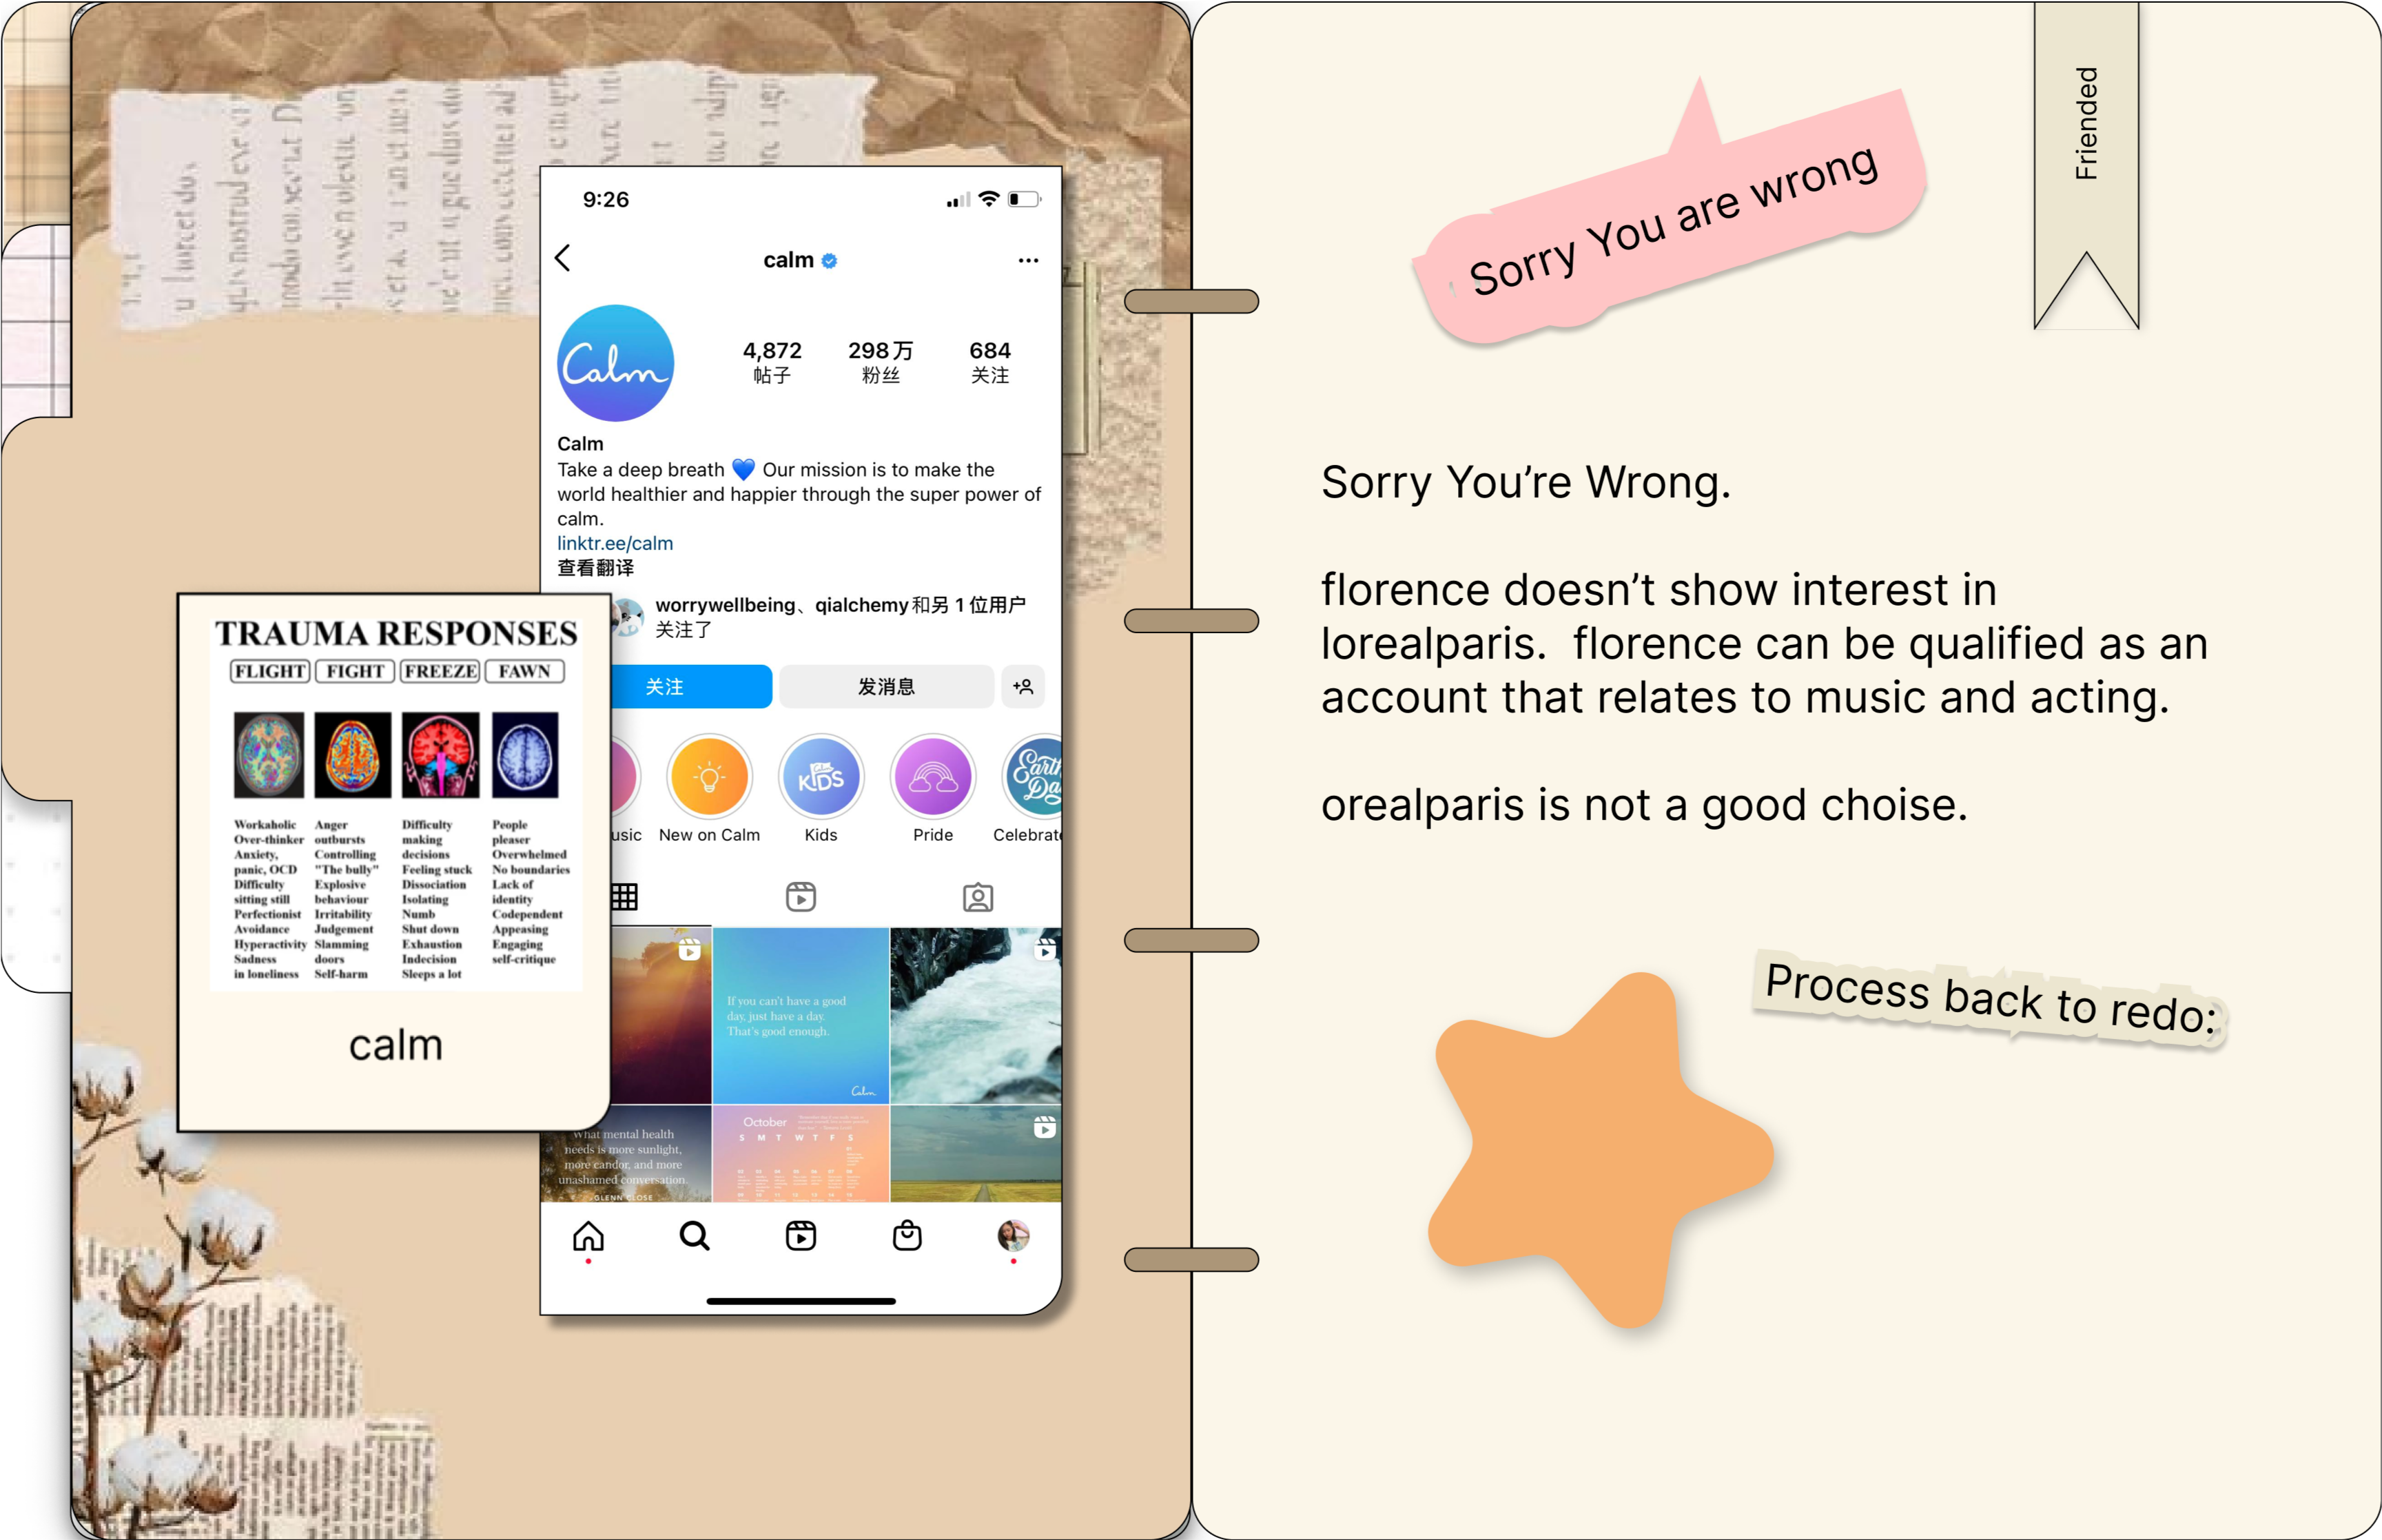 9:26
calm
Calm
4,872 298万 684
帖子 粉丝 关注
Calm
Take a deep breath 💙 Our mission is to make the
world healthier and happier through the super power of
calm.
linktr.ee/calm
查看翻译
worrywellbeing、qialchemy和另 1 位用户
关注了
关注 发消息
usic New on Calm Kids Pride Celebrate
KIDS
Earth
Da
If you can't have a good
day, just have a day.
That's good enough.
Calm
What mental health
needs is more sunlight,
more candor, and more
unashamed conversation.
GLENN CLOSE
October
S M T W T F S
TRAUMA RESPONSES
FLIGHT FIGHT FREEZE FAWN
Workaholic
Over-thinker
Anxiety,
panic, OCD
Difficulty
sitting still
Perfectionist
Avoidance
Hyperactivity
Sadness
in loneliness
Anger
outbursts
Controlling
"The bully"
Explosive
behaviour
Irritability
Judgement
Slamming
doors
Self-harm
Difficulty
making
decisions
Feeling stuck
Dissociation
Isolating
Numb
Shut down
Exhaustion
Indecision
Sleeps a lot
People
pleaser
Overwhelmed
No boundaries
Lack of
identity
Codependent
Appeasing
Engaging
self-critique
calm
Friended
Sorry You are wrong
Sorry You’re Wrong.
florence doesn’t show interest in
lorealparis.  florence can be qualified as an
account that relates to music and acting.
orealparis is not a good choise.
Process back to redo: